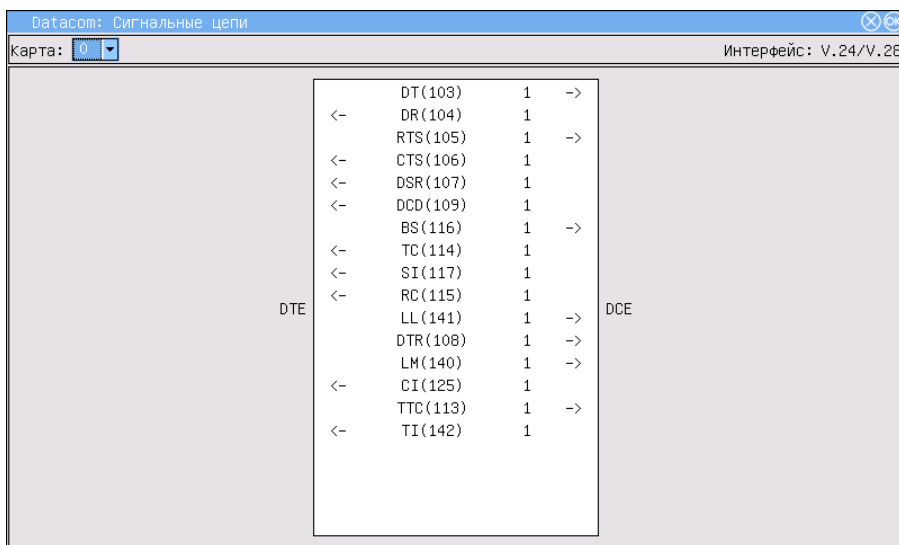 Datacom: Сигнальные цепи
Карта: 0 Интерфейс: V.24/V.28
DT(103) 1 ->
<- DR(104) 1
RTS(105) 1 ->
<- CTS(106) 1
<- DSR(107) 1
<- DCD(109) 1
BS(116) 1 ->
<- TC(114) 1
<- SI(117) 1
<- RC(115) 1
DTE DCE
LL(141) 1 ->
DTR(108) 1 ->
LM(140) 1 ->
<- CI(125) 1
TTC(113) 1 ->
<- TI(142) 1